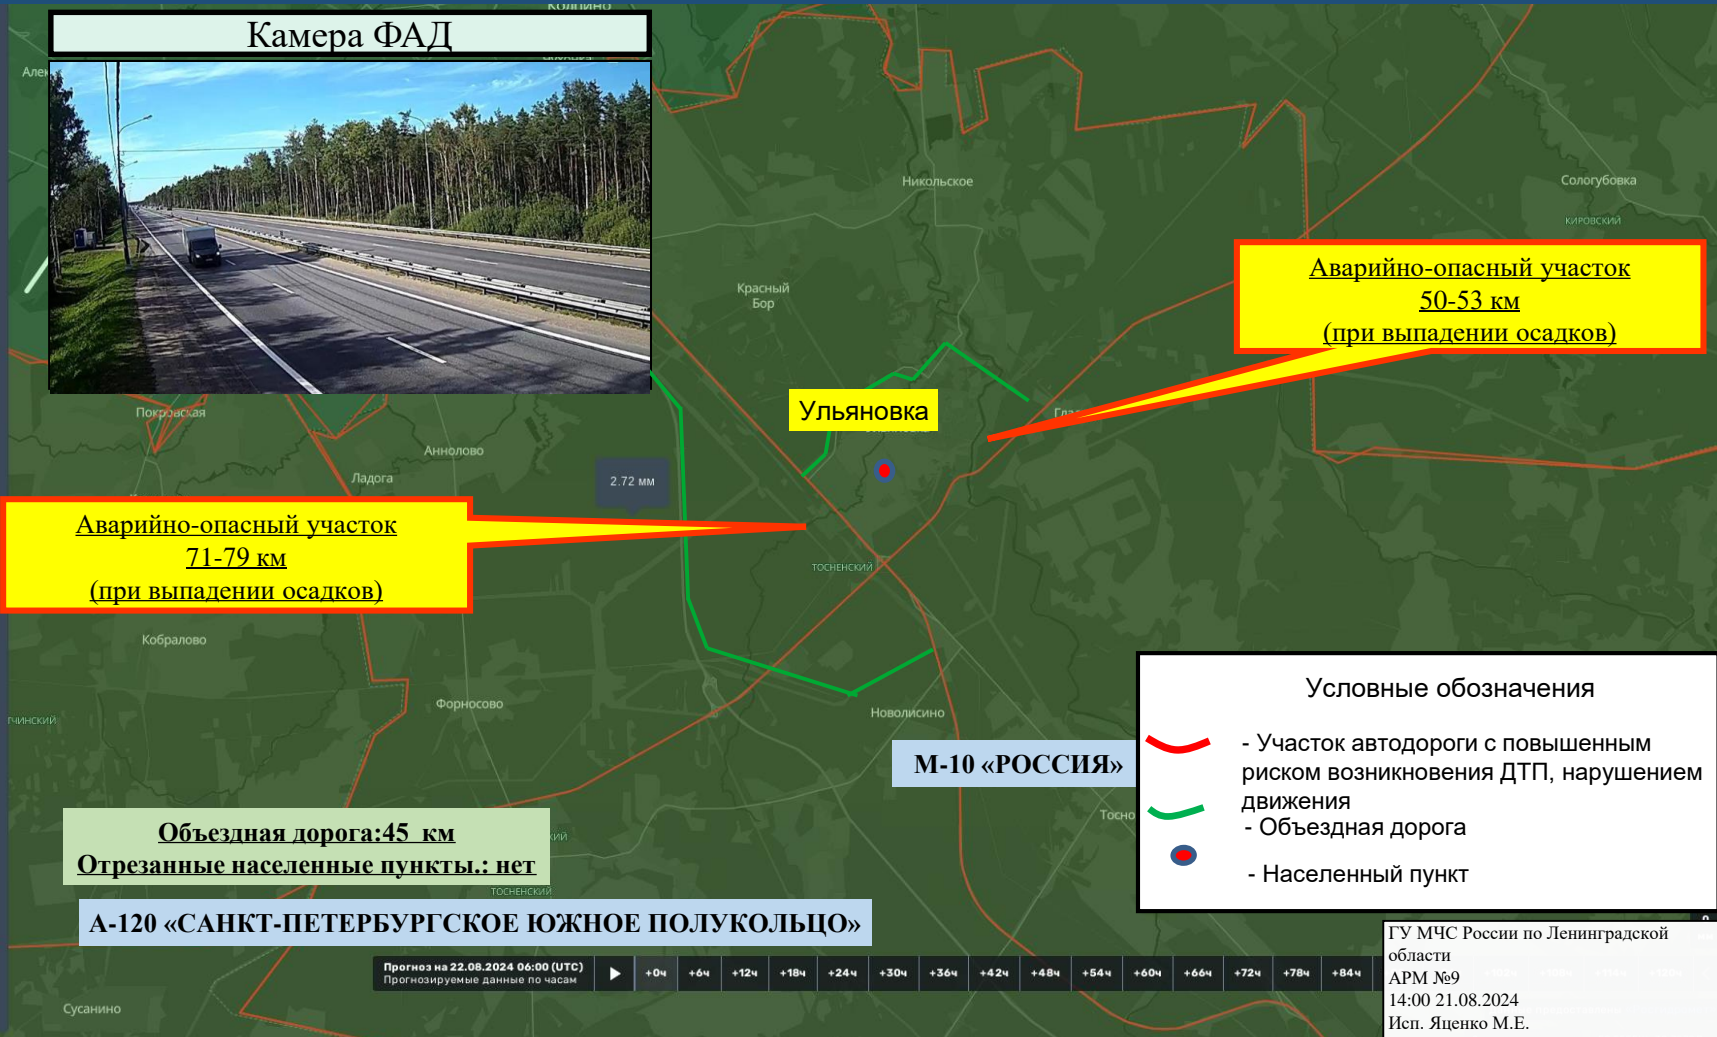 Колпино
Камера ФАД
Никольское
Сологубовка
КИРОВСКИЙ
Красный
Бор
Аварийно-опасный участок
50-53 км
(при выпадении осадков)
Ульяновка
Покровская
Аннолово
Ладога
2.72 мм
Аварийно-опасный участок
71-79 км
(при выпадении осадков)
ТОСНЕНСКИЙ
Кобралово
Форносово
Новолисино
М-10 «РОССИЯ»
Условные обозначения
- Участок автодороги с повышенным
риском возникновения ДТП, нарушением
движения
- Объездная дорога
- Населенный пункт
Тосно
Объездная дорога:45 км
Отрезанные населенные пункты.: нет
ТОСНЕНСКИЙ
А-120 «САНКТ-ПЕТЕРБУРГСКОЕ ЮЖНОЕ ПОЛУКОЛЬЦО»
Прогноз на 22.08.2024 06:00 (UTC)
Прогнозируемые данные по часам
+0ч +6ч +12ч +18ч +24ч +30ч +36ч +42ч +48ч +54ч +60ч +66ч +72ч +78ч +84ч
ГУ МЧС России по Ленинградской
области
АРМ №9
14:00 21.08.2024
Исп. Яценко М.Е.
Сусанино